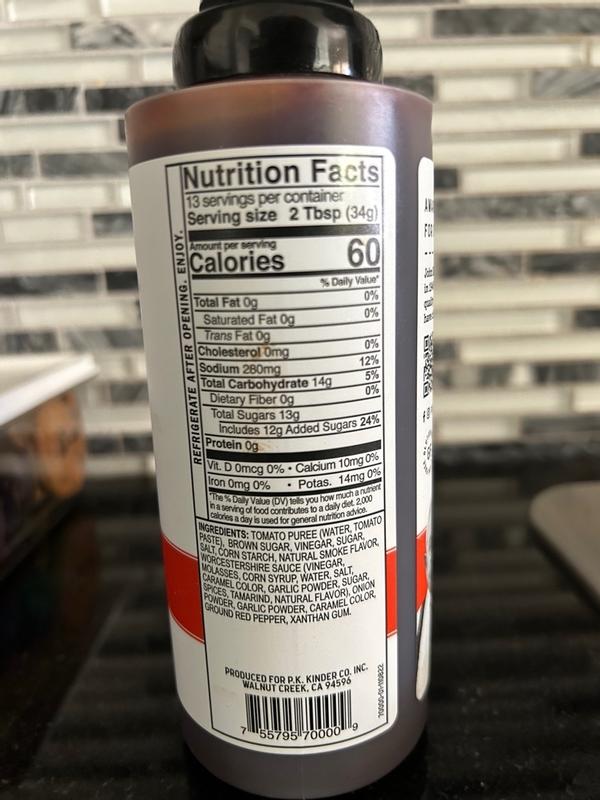 Nutrition Facts
13 servings per container
Serving size 2 Tbsp (34g)
Amount per serving
Calories 60
% Daily Value*
Total Fat 0g 0%
Saturated Fat 0g 0%
Trans Fat 0g
Cholesterol 0mg 0%
Sodium 280mg 12%
Total Carbohydrate 14g 5%
Dietary Fiber 0g 0%
Total Sugars 13g
Includes 12g Added Sugars 24%
Protein 0g
Vit. D 0mcg 0% • Calcium 10mg 0%
Iron 0mg 0% • Potas. 14mg 0%
*The % Daily Value (DV) tells you how much a nutrient
in a serving of food contributes to a daily diet. 2,000
calories a day is used for general nutrition advice.
REFRIGERATE AFTER OPENING. ENJOY.
INGREDIENTS: TOMATO PUREE (WATER, TOMATO
PASTE), BROWN SUGAR, VINEGAR, SUGAR,
SALT, CORN STARCH, NATURAL SMOKE FLAVOR,
WORCESTERSHIRE SAUCE (VINEGAR,
MOLASSES, CORN SYRUP, WATER, SALT,
CARAMEL COLOR, GARLIC POWDER, SUGAR,
SPICES, TAMARIND, NATURAL FLAVOR), ONION
POWDER, GARLIC POWDER, CARAMEL COLOR,
GROUND RED PEPPER, XANTHAN GUM.
PRODUCED FOR P.K. KINDER CO. INC.
WALNUT CREEK, CA 94596
7 55795 70000 9